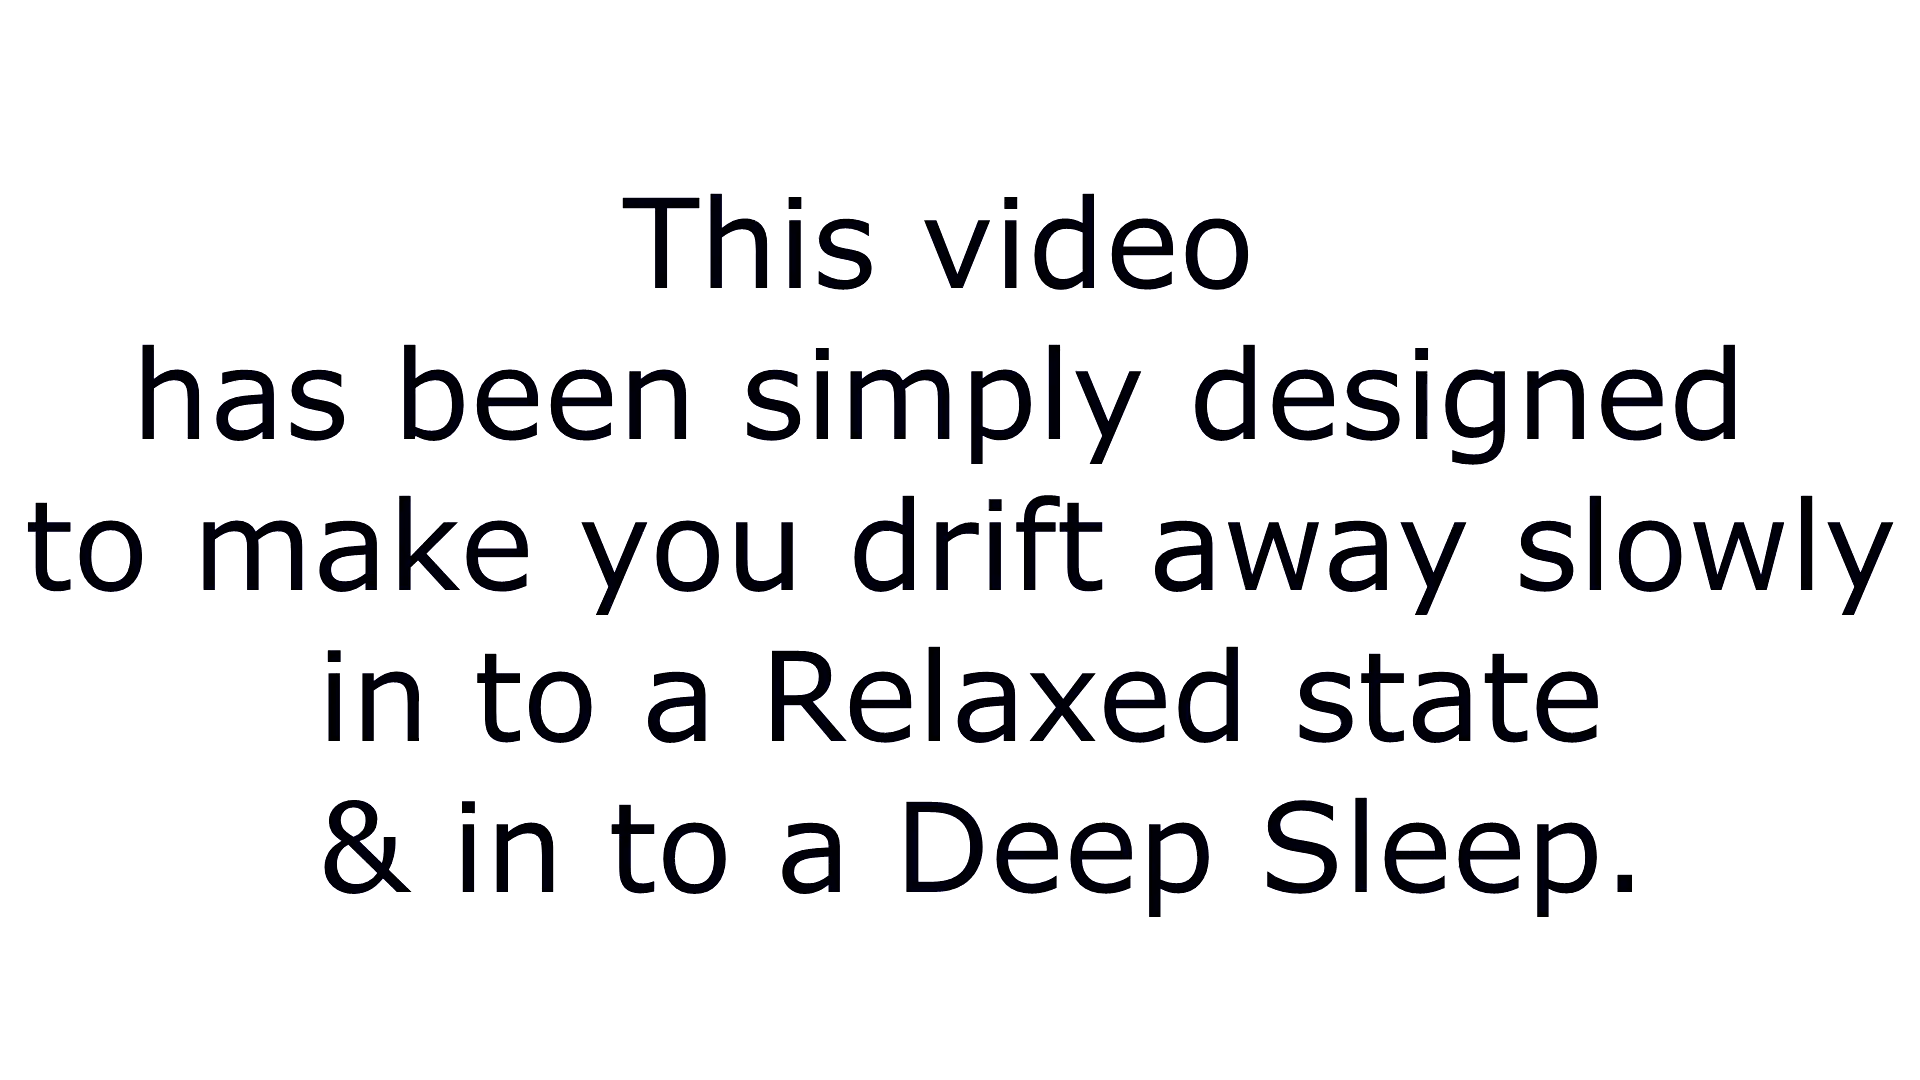 This video
has been simply designed
to make you drift away slowly
in to a Relaxed state
& in to a Deep Sleep.